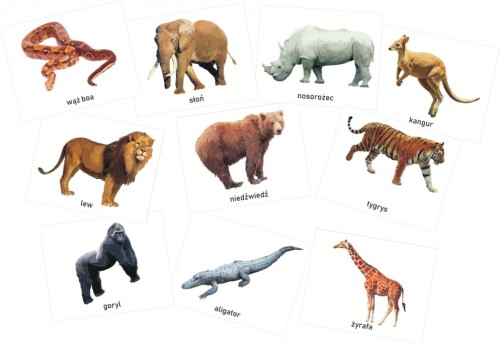 wąż boa
słoń
nosorożec
kangur
lew
niedźwiedź
tygrys
goryl
aligator
żyrafa